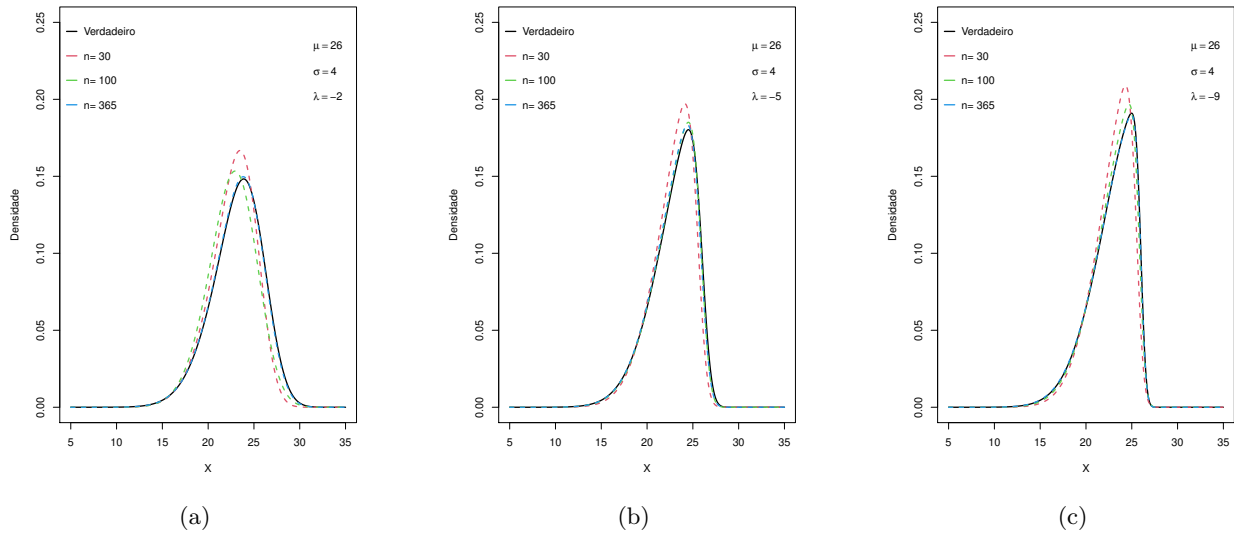 0.25
0.20
0.15
0.10
0.05
0.00
Densidade
Verdadeiro
n= 30
n= 100
n= 365
μ = 26
σ = 4
λ = −2
5 10 15 20 25 30 35
X
(a)
0.25
0.20
0.15
0.10
0.05
0.00
Densidade
Verdadeiro
n= 30
n= 100
n= 365
μ = 26
σ = 4
λ = −5
5 10 15 20 25 30 35
X
(b)
0.25
0.20
0.15
0.10
0.05
0.00
Densidade
Verdadeiro
n= 30
n= 100
n= 365
μ = 26
σ = 4
λ = −9
5 10 15 20 25 30 35
X
(c)